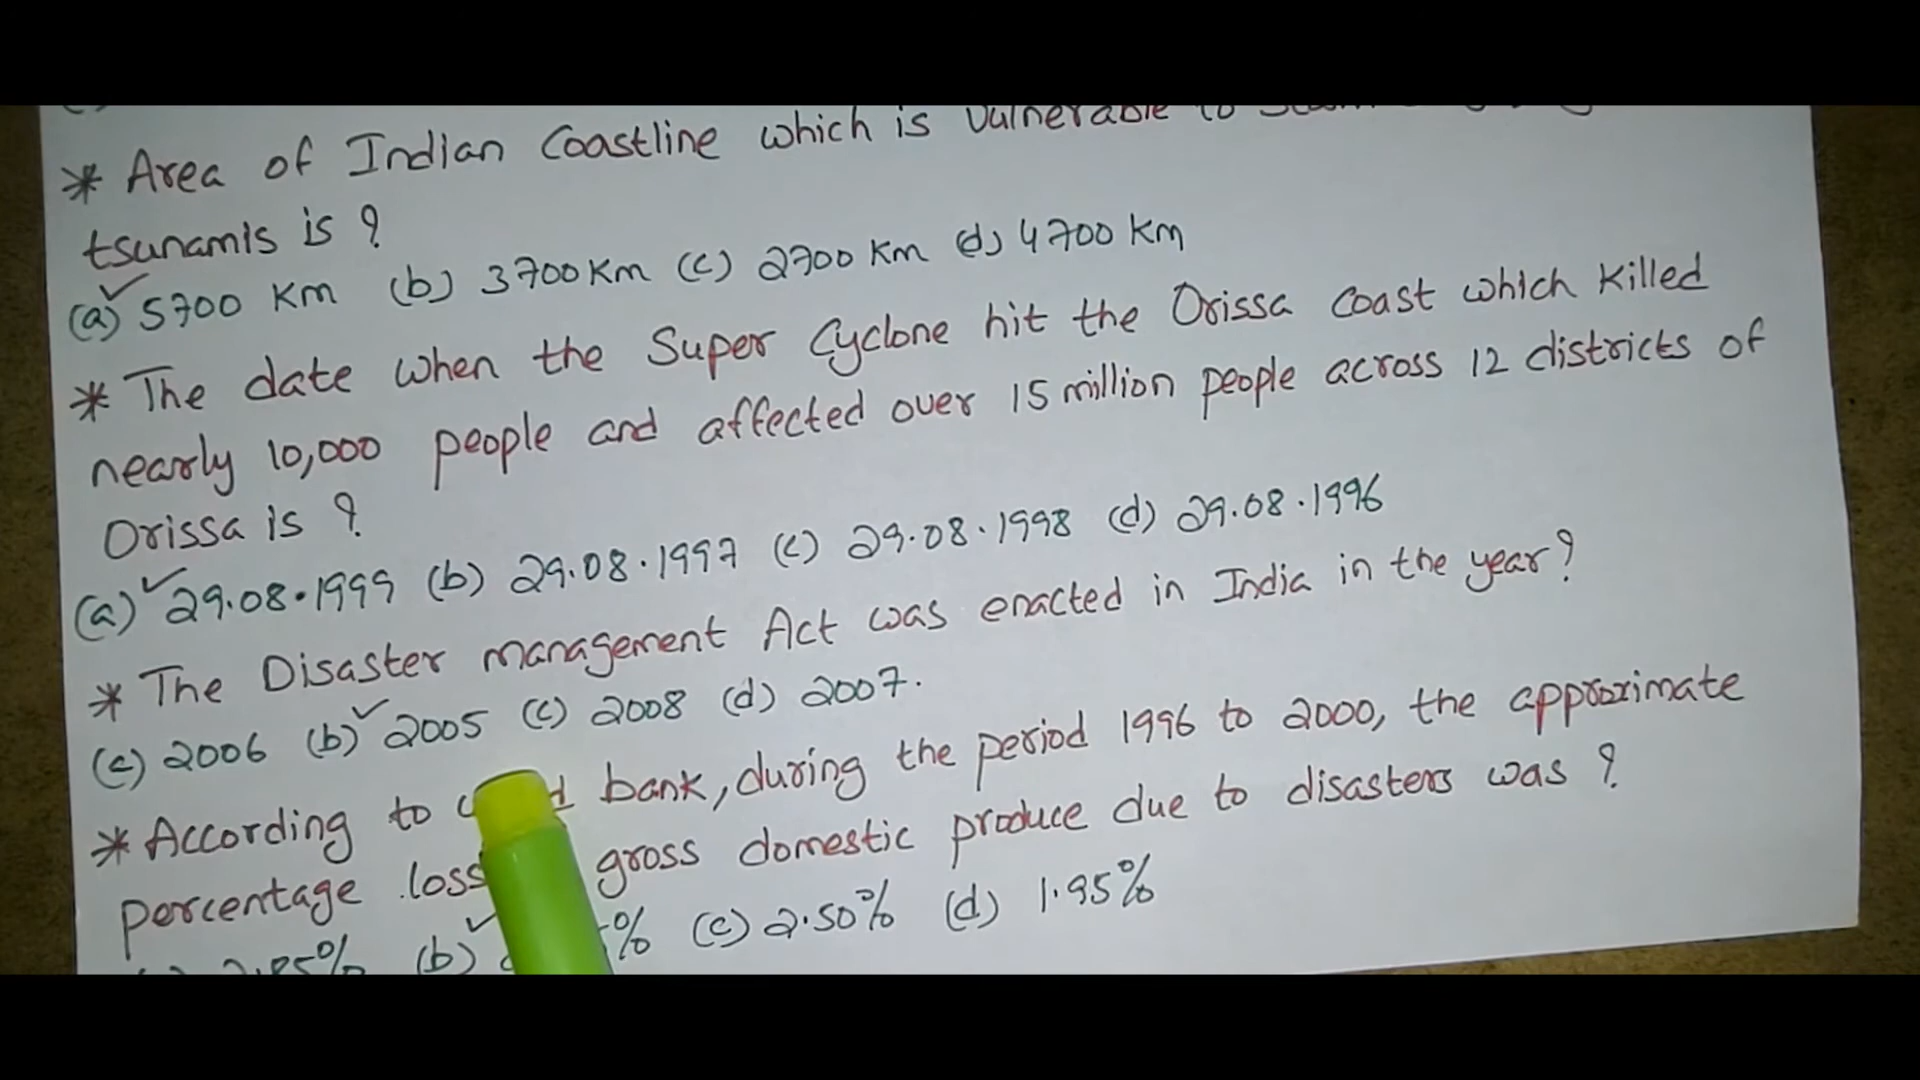 * Area of Indian Coastline which is vulnerable to
tsunamis is ?
(a) 5700 Km (b) 3700 Km (c) 2700 Km (d) 4700 Km
* The date when the Super Cyclone hit the Orissa Coast which killed
nearly 10,000 people and affected over 15 million people across 12 districts of
Orissa is ?
(a) 29.08.1999 (b) 29.08.1997 (c) 29.08.1998 (d) 29.08.1996
* The Disaster management Act was enacted in India in the year?
(a) 2006 (b) 2005 (c) 2008 (d) 2007.
* According to bank, during the period 1996 to 2000, the approximate
percentage loss gross domestic produce due to disasters was ?
(b) % (c) 2.50% (d) 1.95%